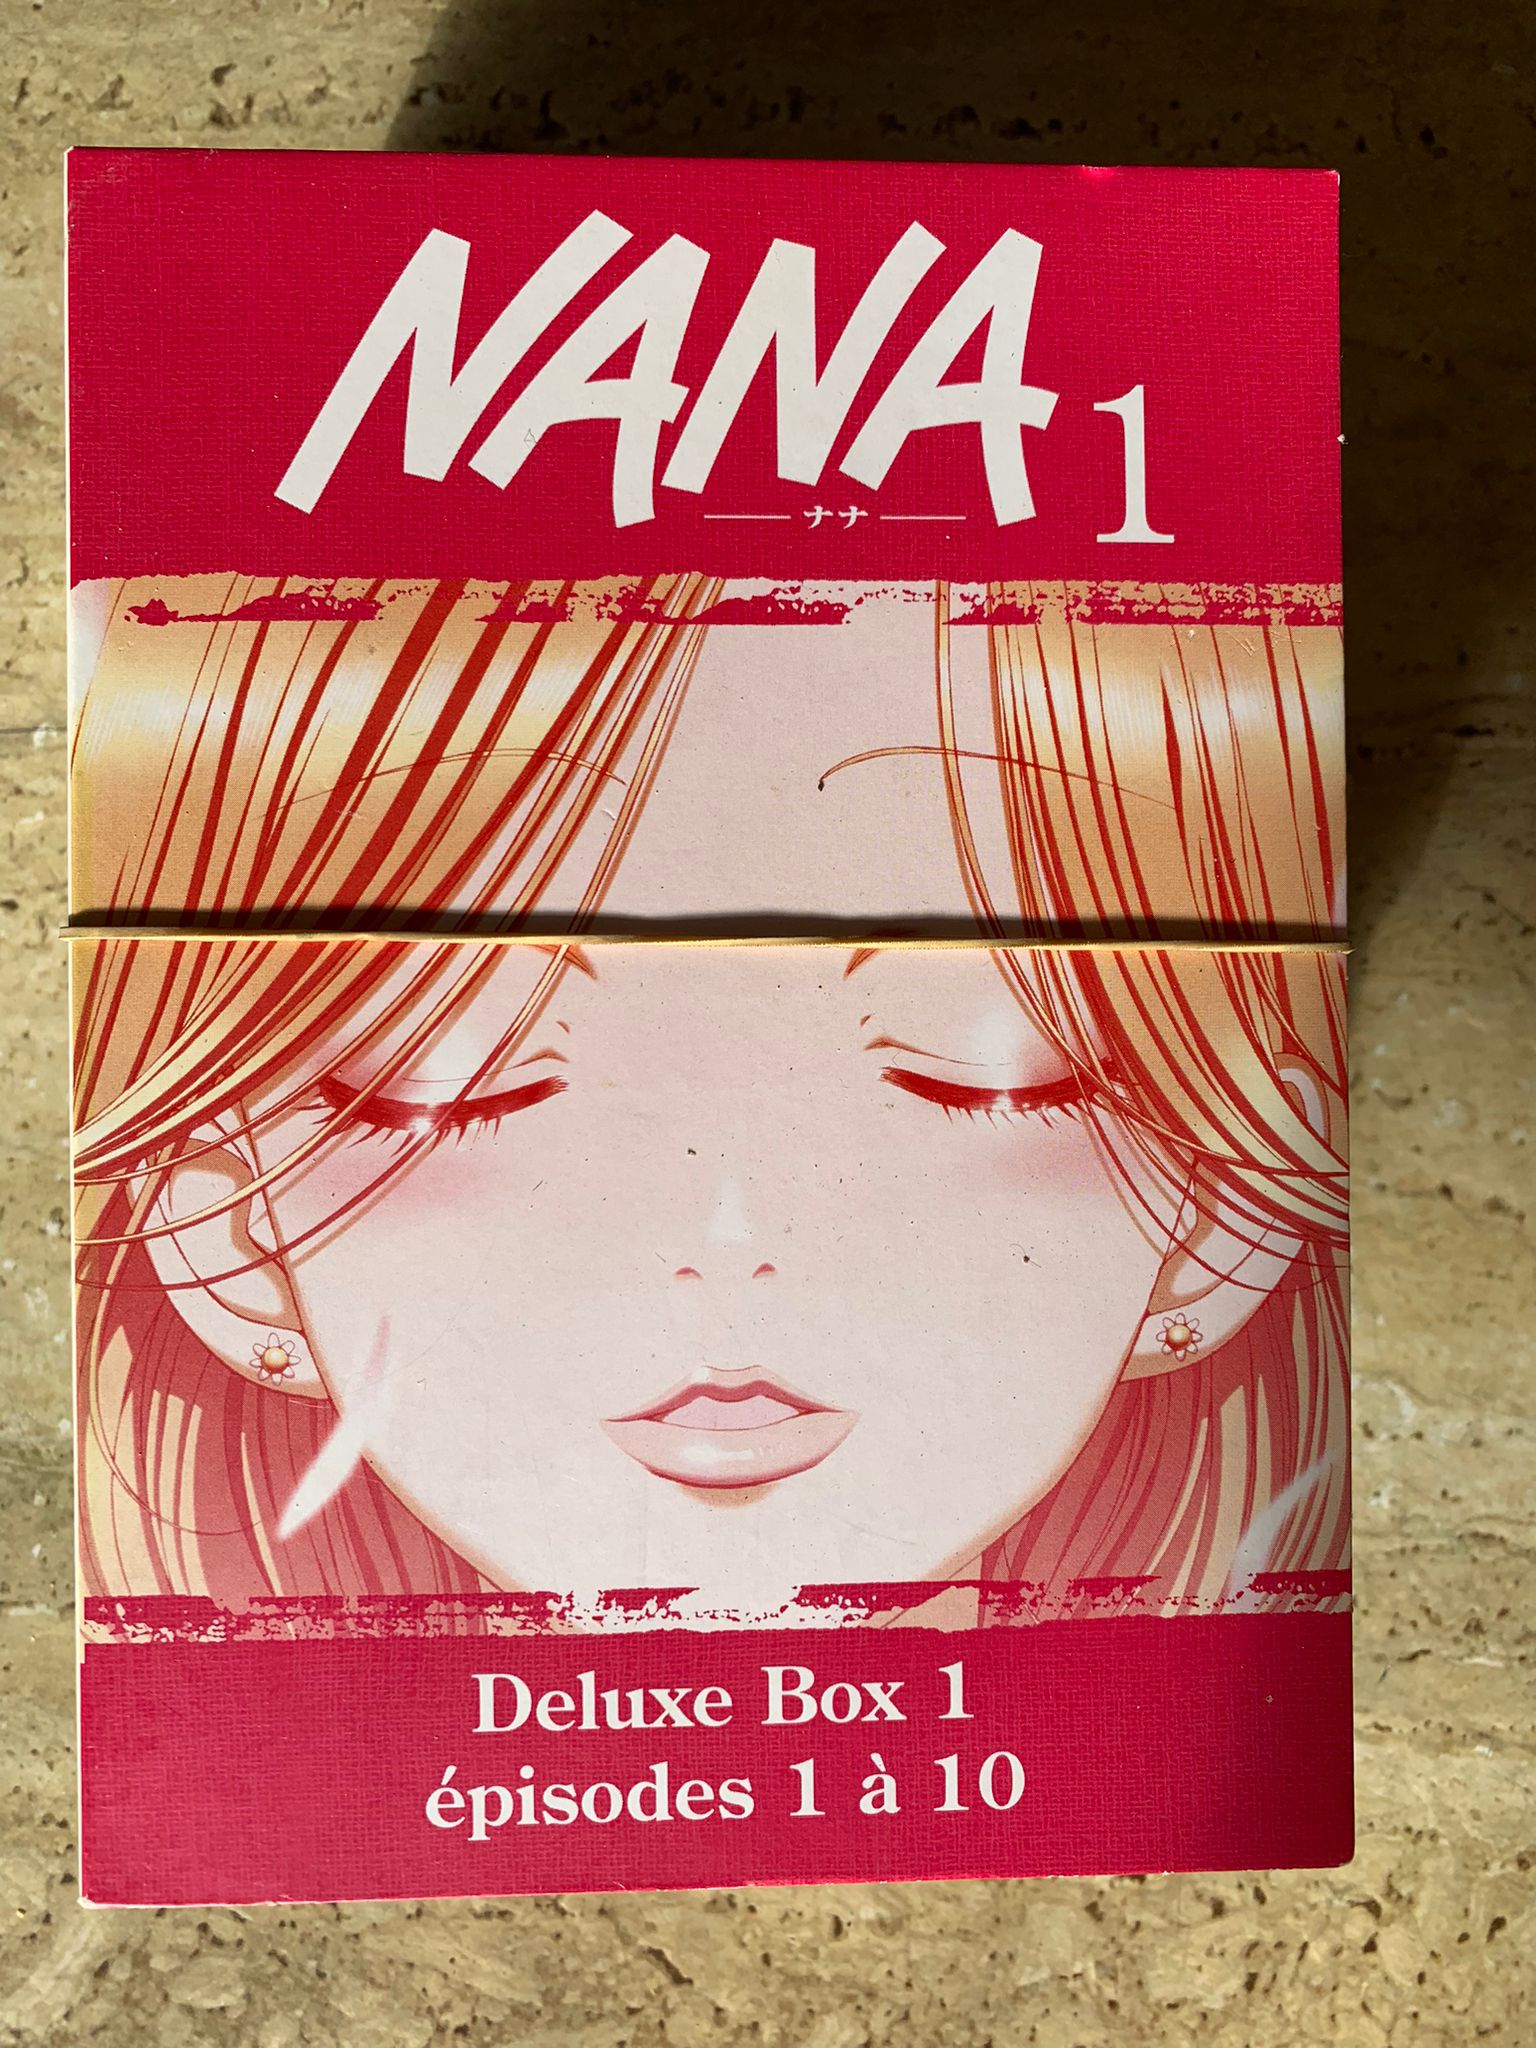 NANA 1
ナナ
Deluxe Box 1
épisodes 1 à 10